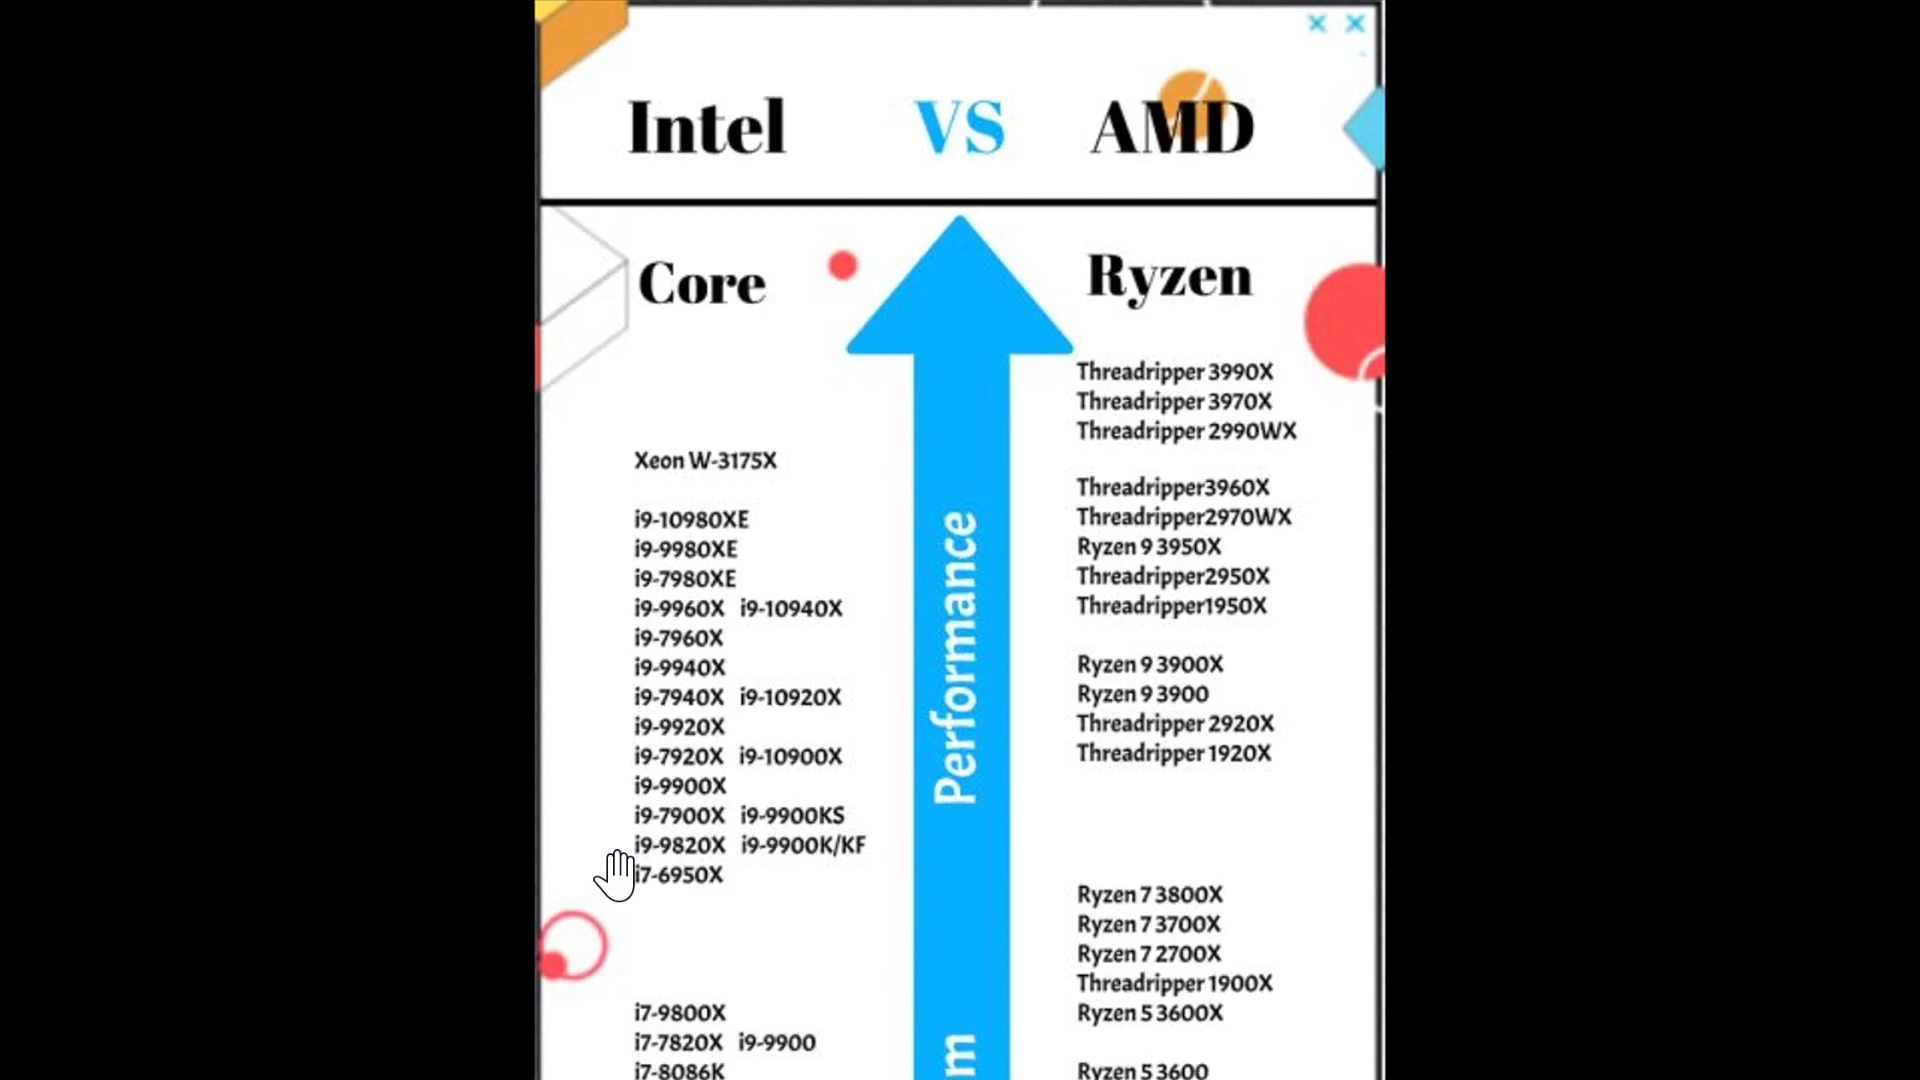 Intel VS AMD
Core
Ryzen
Threadripper 3990X
Threadripper 3970X
Threadripper 2990WX
Xeon W-3175X
Threadripper3960X
i9-10980XE
Threadripper2970WX
i9-9980XE
Ryzen 9 3950X
i9-7980XE
Threadripper2950X
i9-9960X i9-10940X
Threadripper1950X
i9-7960X
i9-9940X
Ryzen 9 3900X
i9-7940X i9-10920X
Ryzen 9 3900
i9-9920X
Threadripper 2920X
i9-7920X i9-10900X
Threadripper 1920X
i9-9900X
i9-7900X i9-9900KS
i9-9820X i9-9900K/KF
i7-6950X
Performance
Ryzen 7 3800X
Ryzen 7 3700X
Ryzen 7 2700X
Threadripper 1900X
i7-9800X
Ryzen 5 3600X
i7-7820X i9-9900
i7-8086K
Ryzen 5 3600
m